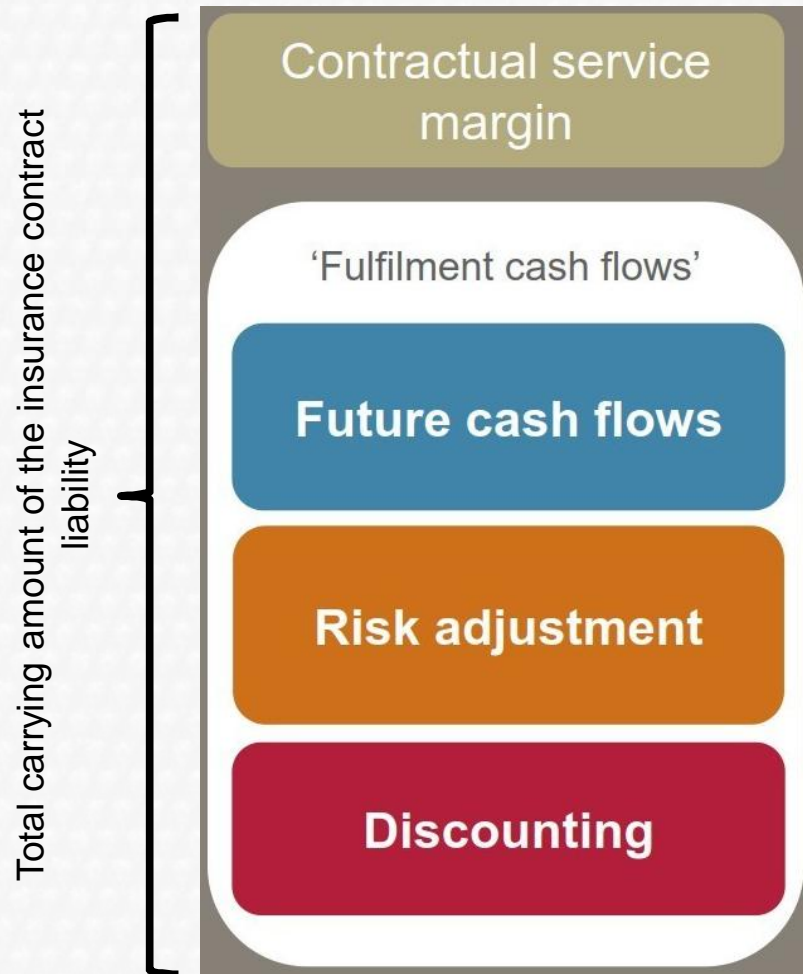 Total carrying amount of the insurance contract
liability
Contractual service
margin
‘Fulfilment cash flows’
Future cash flows
Risk adjustment
Discounting